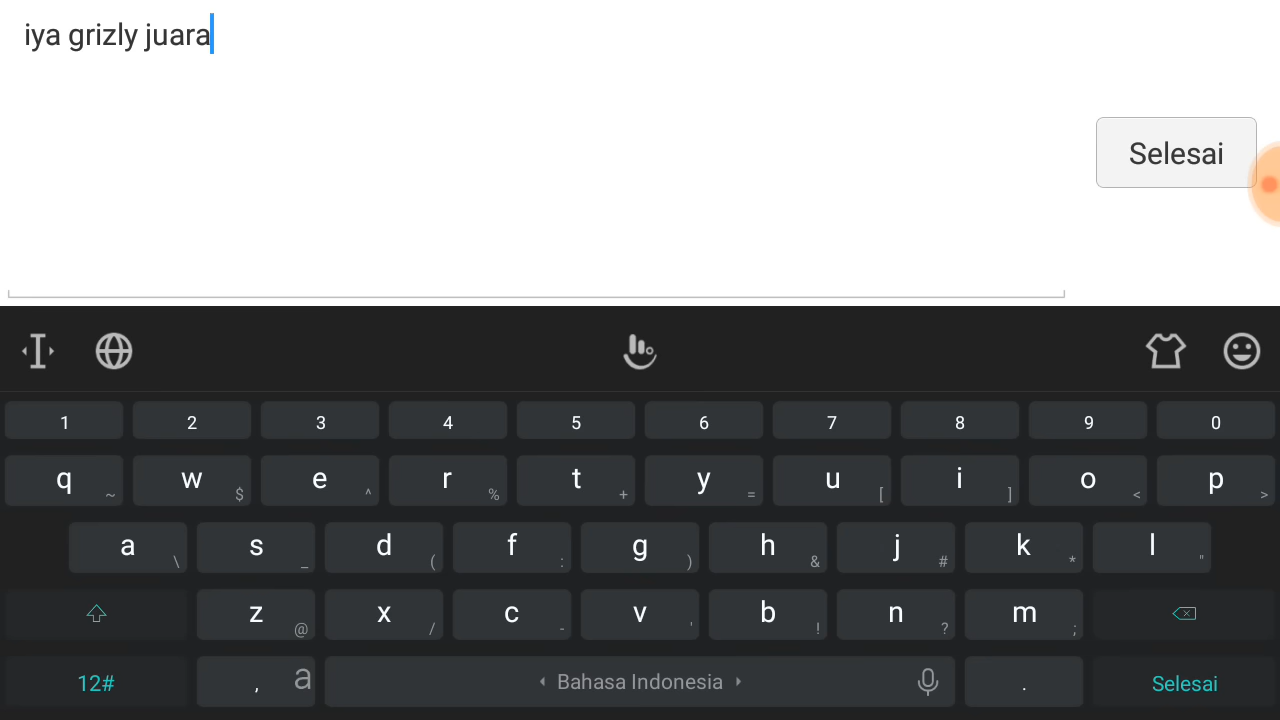 iya grizly juara
Selesai
1 2 3 4 5 6 7 8 9 0
q ~ w $ e ^ r % t + y = u [ i ] o < p >
a \ s _ d ( f : g ) h & j # k * l "
z @ x / c - v ' b ! n ? m ;
12# , a Bahasa Indonesia . Selesai